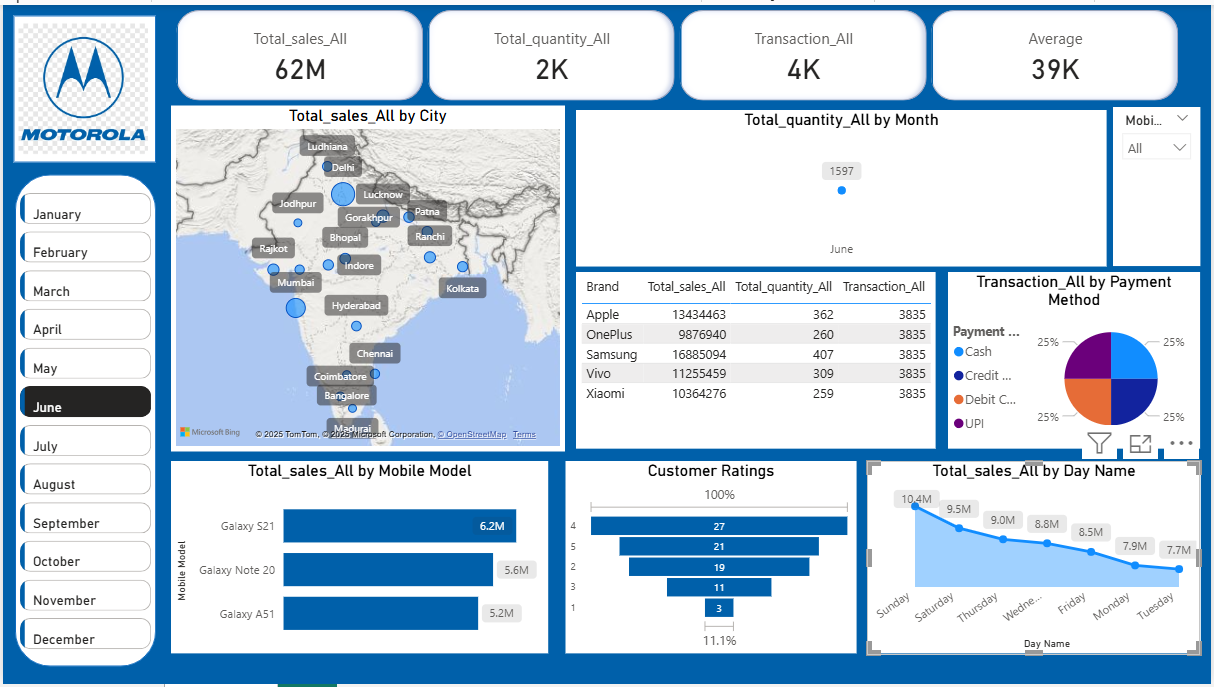 MOTOROLA
Total_sales_All
62M
Total_quantity_All
2K
Transaction_All
4K
Average
39K
January
February
March
April
May
June
July
August
September
October
November
December
Total_sales_All by City
Ludhiana
Delhi
Lucknow
Jodhpur
Gorakhpur
Patna
Bhopal
Ranchi
Rajkot
Indore
Mumbai
Kolkata
Hyderabad
Chennai
Coimbatore
Bangalore
Madurai
Microsoft Bing
© 2025 TomTom, © 2025 Microsoft Corporation, © OpenStreetMap Terms
Total_quantity_All by Month
1597
June
Mobi...
All
Brand Total_sales_All Total_quantity_All Transaction_All
Apple 13434463 362 3835
OnePlus 9876940 260 3835
Samsung 16885094 407 3835
Vivo 11255459 309 3835
Xiaomi 10364276 259 3835
Transaction_All by Payment
Method
Payment ...
Cash
Credit ...
Debit C...
UPI
25% 25%
25% 25%
Total_sales_All by Mobile Model
Mobile Model
Galaxy S21 6.2M
Galaxy Note 20 5.6M
Galaxy A51 5.2M
Customer Ratings
100%
4 27
5 21
2 19
3 11
1 3
11.1%
Total_sales_All by Day Name
10.4M
9.5M
9.0M
8.8M
8.5M
7.9M
7.7M
Sunday
Saturday
Thursday
Wedne...
Friday
Monday
Tuesday
Day Name